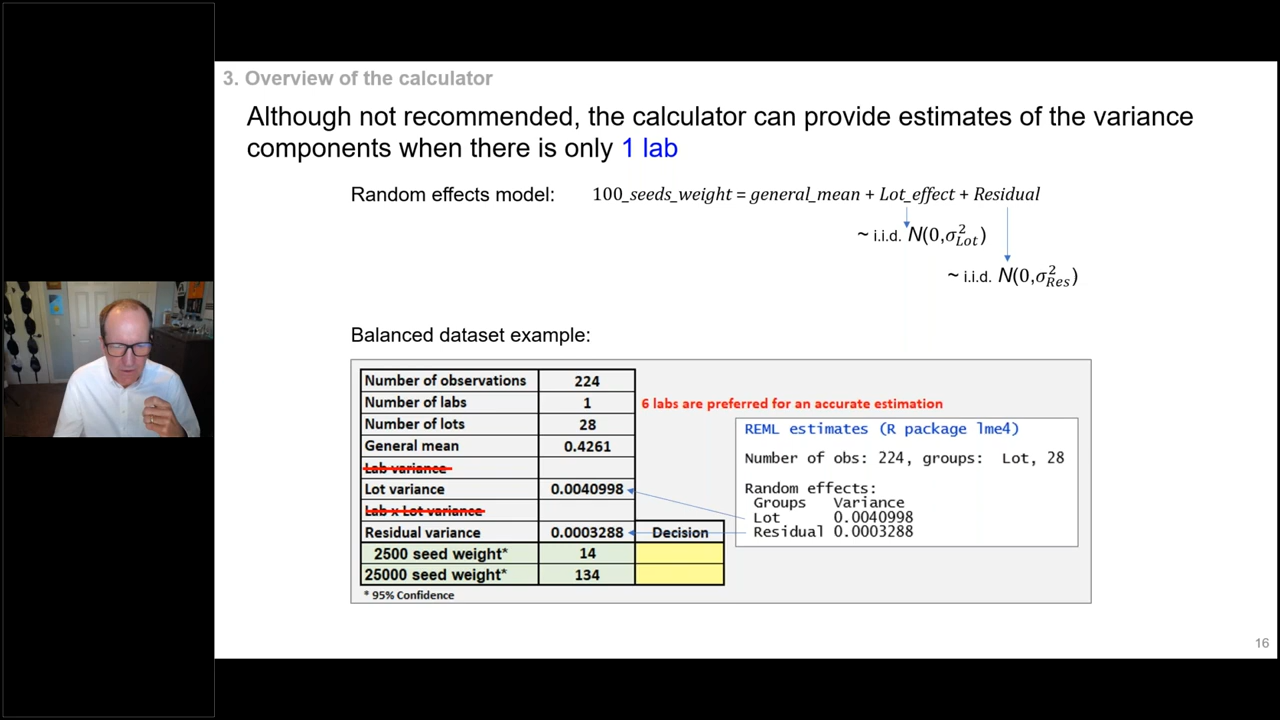 3. Overview of the calculator
Although not recommended, the calculator can provide estimates of the variance
components when there is only 1 lab
Random effects model: 100_seeds_weight = general_mean + Lot_effect + Residual
~ i.i.d. N(0,σ²Lot)
~ i.i.d. N(0,σ²Res)
Balanced dataset example:
Number of observations 224
Number of labs 1 6 labs are preferred for an accurate estimation
Number of lots 28
General mean 0.4261
Lab variance
Lot variance 0.0040998
Lab x Lot variance
Residual variance 0.0003288 Decision
2500 seed weight* 14
25000 seed weight* 134
* 95% Confidence
REML estimates (R package lme4)
Number of obs: 224, groups: Lot, 28
Random effects:
Groups Variance
Lot 0.0040998
Residual 0.0003288
16